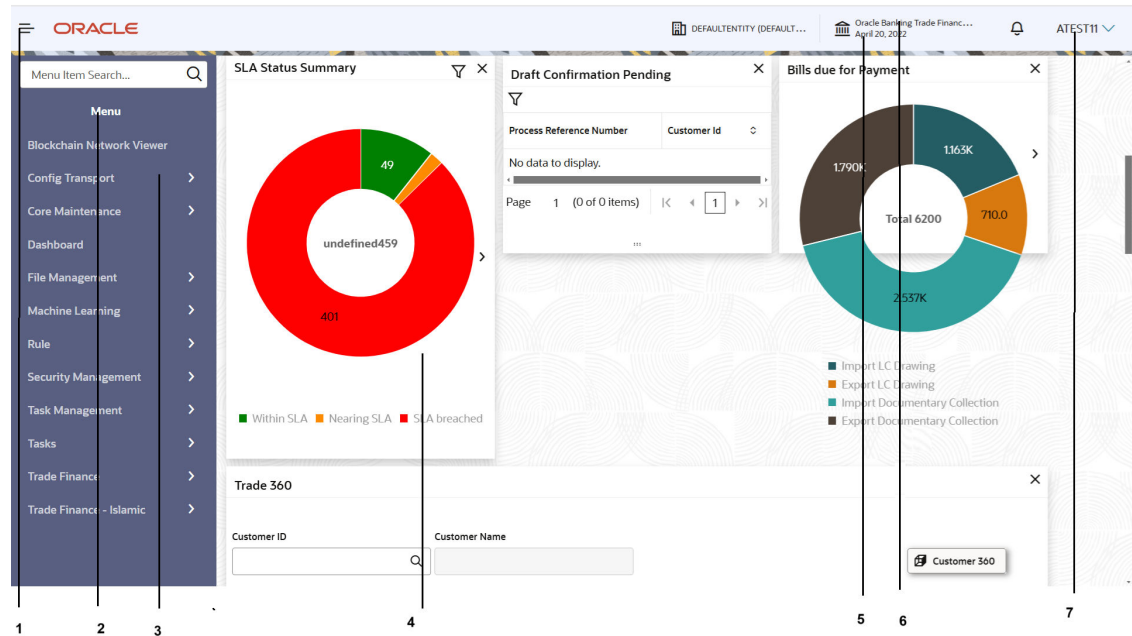 ORACLE
DEFAULTENTITY (DEFAULT...
Oracle Banking Trade Financ...
April 20, 2022
ATEST11
Menu Item Search...
Menu
Blockchain Network Viewer
Config Transport
Core Maintenance
Dashboard
File Management
Machine Learning
Rule
Security Management
Task Management
Tasks
Trade Finance
Trade Finance - Islamic
SLA Status Summary
49
undefined459
401
Within SLA Nearing SLA SLA breached
Draft Confirmation Pending
Process Reference Number Customer Id
No data to display.
Page 1 (0 of 0 items) 1
Bills due for Payment
1.163K
1.790K
Total 6200
710.0
2.537K
Import LC Drawing
Export LC Drawing
Import Documentary Collection
Export Documentary Collection
Trade 360
Customer ID Customer Name
Customer 360
1 2 3 4 5 6 7